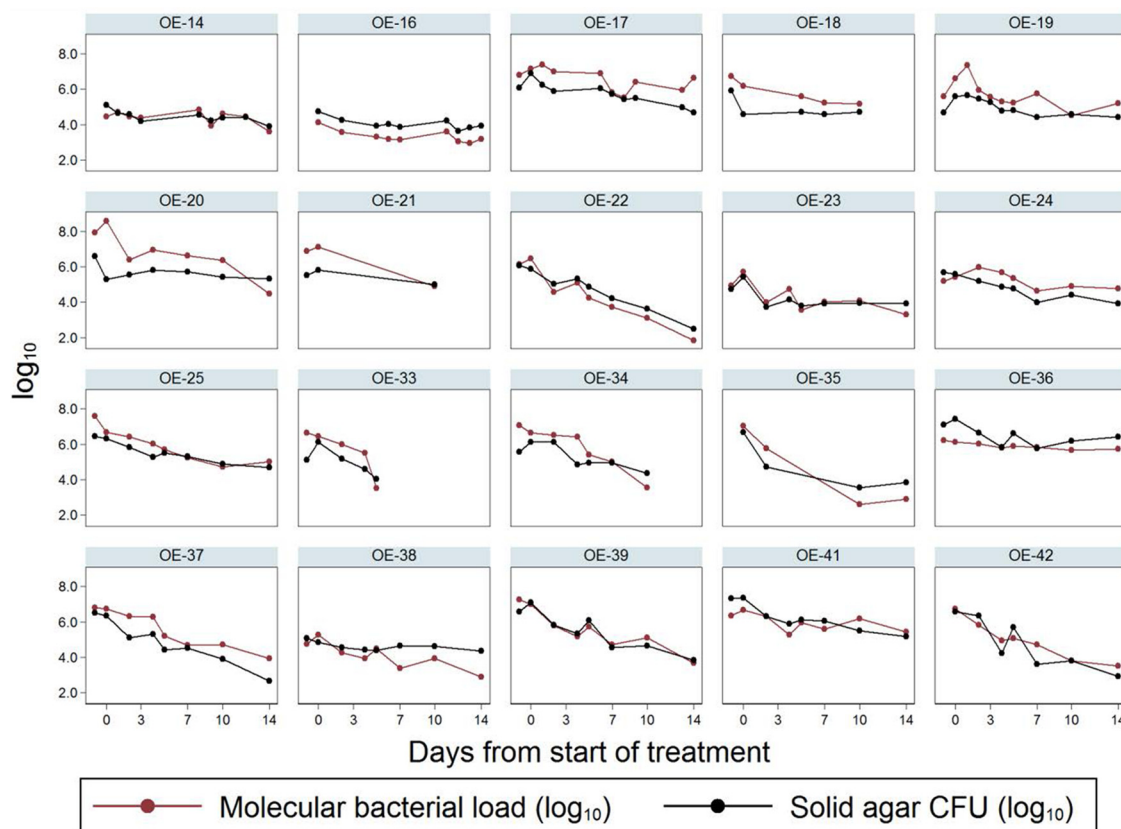 OE-14 OE-16 OE-17 OE-18 OE-19
8.0
6.0
4.0
2.0
OE-20 OE-21 OE-22 OE-23 OE-24
8.0
6.0
4.0
2.0
log₁₀
OE-25 OE-33 OE-34 OE-35 OE-36
8.0
6.0
4.0
2.0
OE-37 OE-38 OE-39 OE-41 OE-42
8.0
6.0
4.0
2.0
0 3 7 10 14 0 3 7 10 14 0 3 7 10 14 0 3 7 10 14 0 3 7 10 14
Days from start of treatment
Molecular bacterial load (log₁₀) Solid agar CFU (log₁₀)